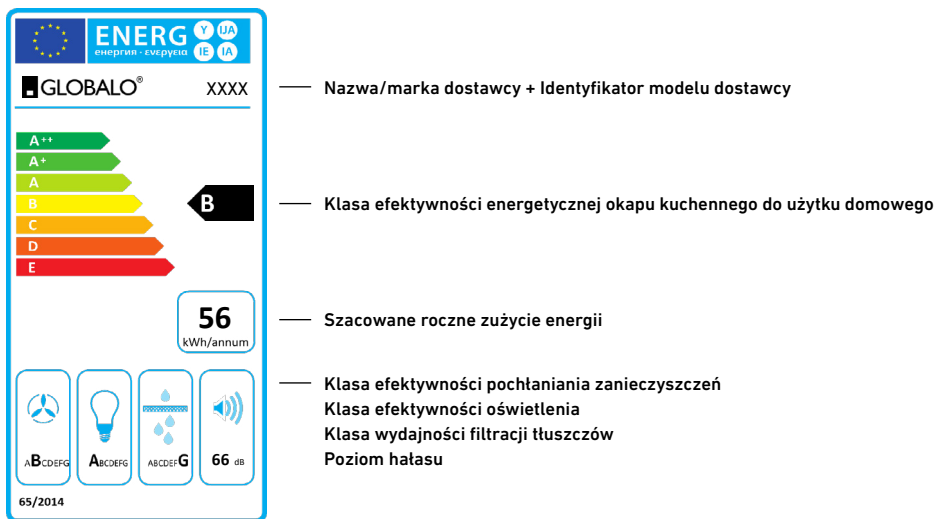 ENERG Y IJA
енергия · ενεργεια IE IA
GLOBALO® XXXX
Nazwa/marka dostawcy + Identyfikator modelu dostawcy
A++
A+
A
B
C
D
E
B
Klasa efektywności energetycznej okapu kuchennego do użytku domowego
56
kWh/annum
Szacowane roczne zużycie energii
Klasa efektywności pochłaniania zanieczyszczeń
Klasa efektywności oświetlenia
Klasa wydajności filtracji tłuszczów
Poziom hałasu
ABCDEFG
ABCDEFG
ABCDEFG
66 dB
65/2014